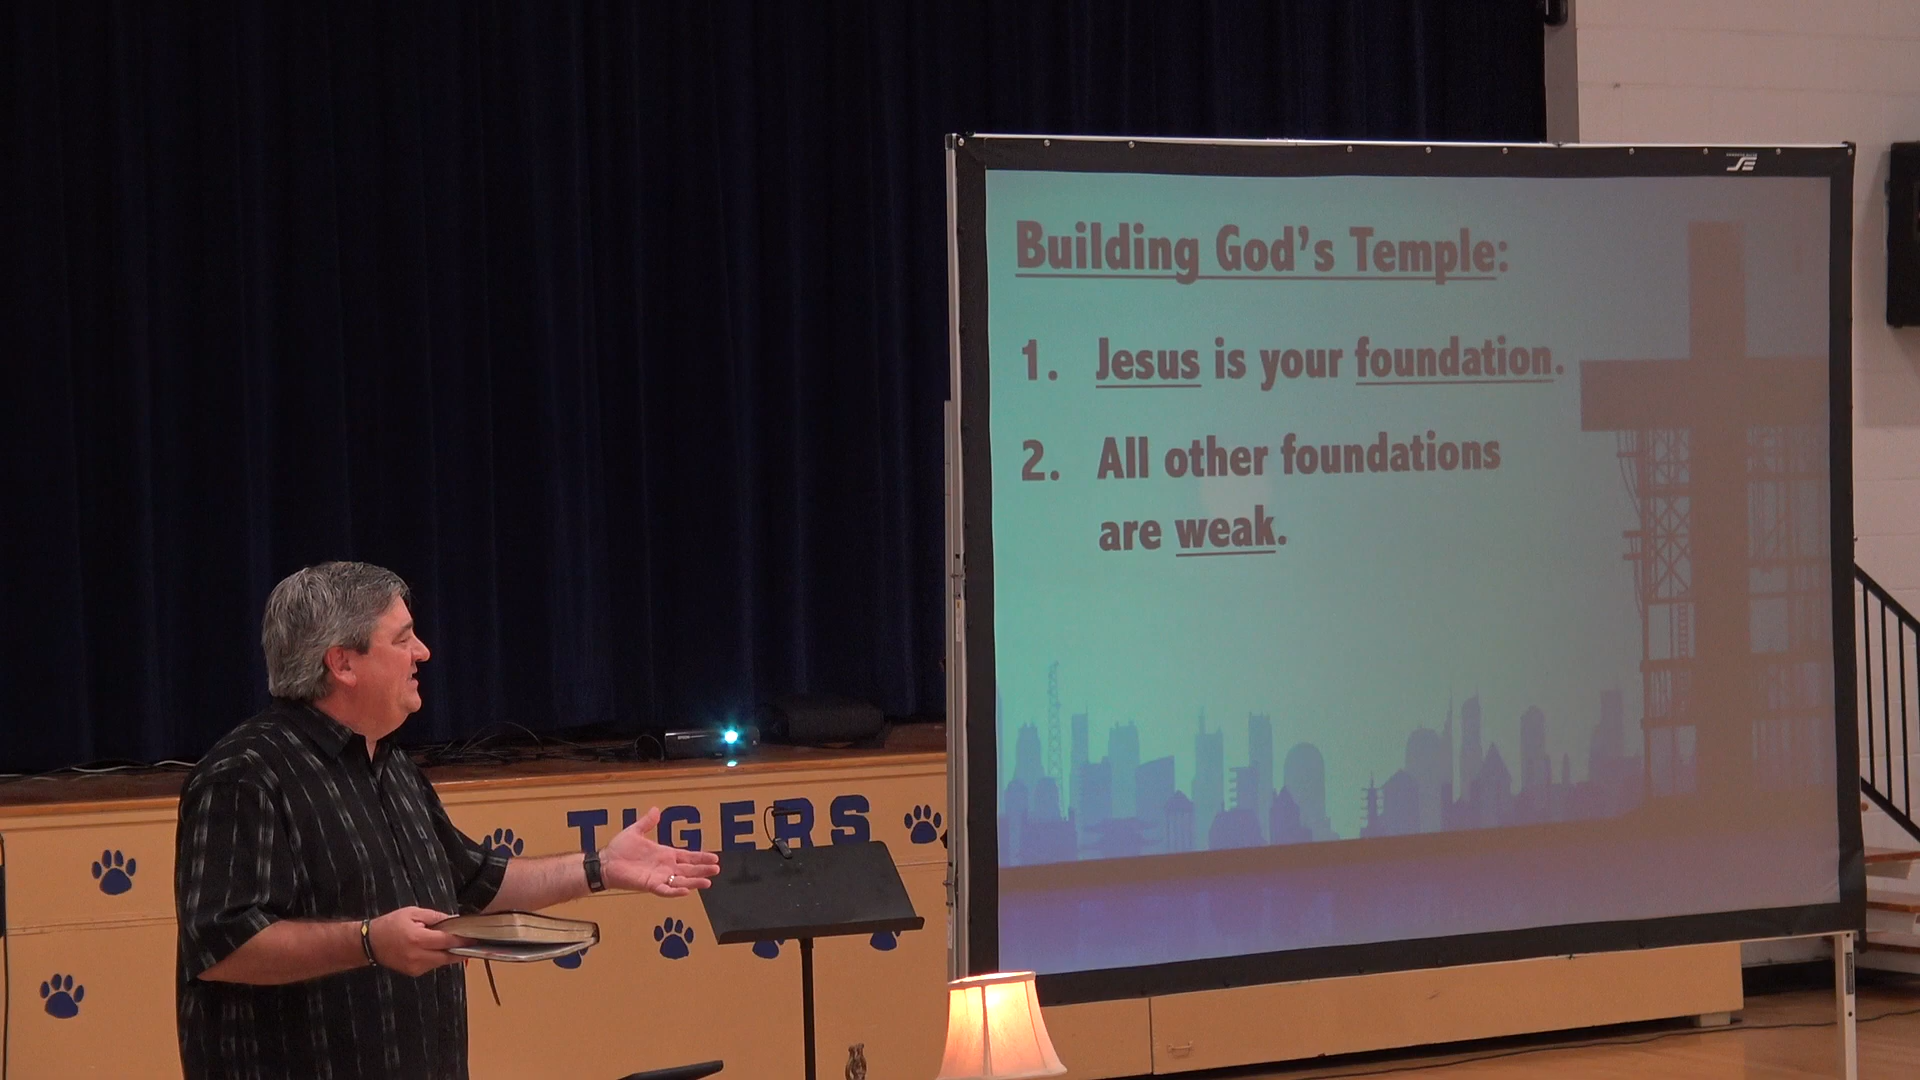 Building God's Temple:
1. Jesus is your foundation.
2. All other foundations
are weak.
TIGERS